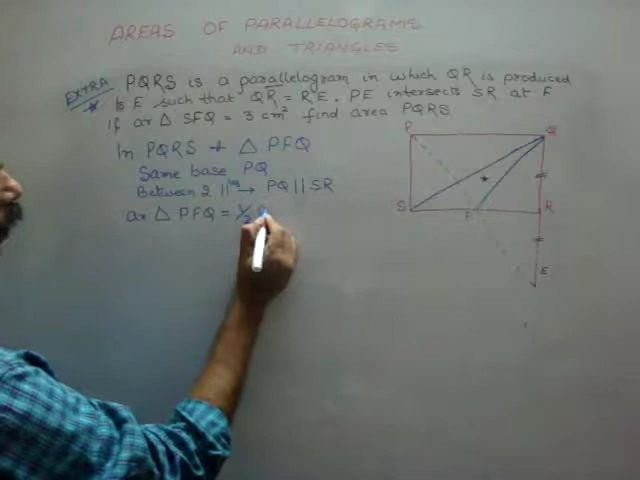 AREAS OF PARALLELOGRAMS
AND TRIANGLES
EXTRA PQRS is a parallelogram in which QR is produced
to E such that QR = RE. PE intersects SR at F
if ar △ SFQ = 3 cm² find area PQRS
In PQRS + △ PFQ
Same base PQ
Between 2 || lines → PQ || SR
ar △ PFQ = 1/2
P
Q
S
F
R
E